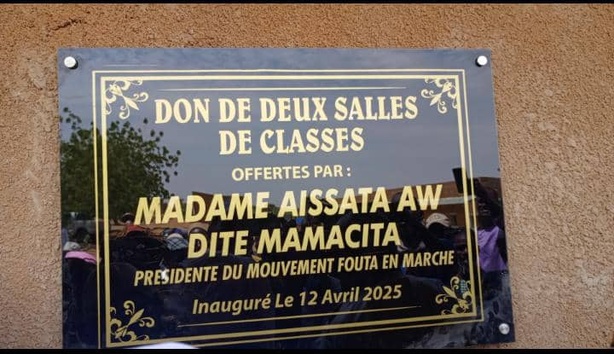 DON DE DEUX SALLES
DE CLASSES
OFFERTES PAR :
MADAME AISSATA AW
DITE MAMACITA
PRESIDENTE DU MOUVEMENT FOUTA EN MARCHE
Inauguré Le 12 Avril 2025